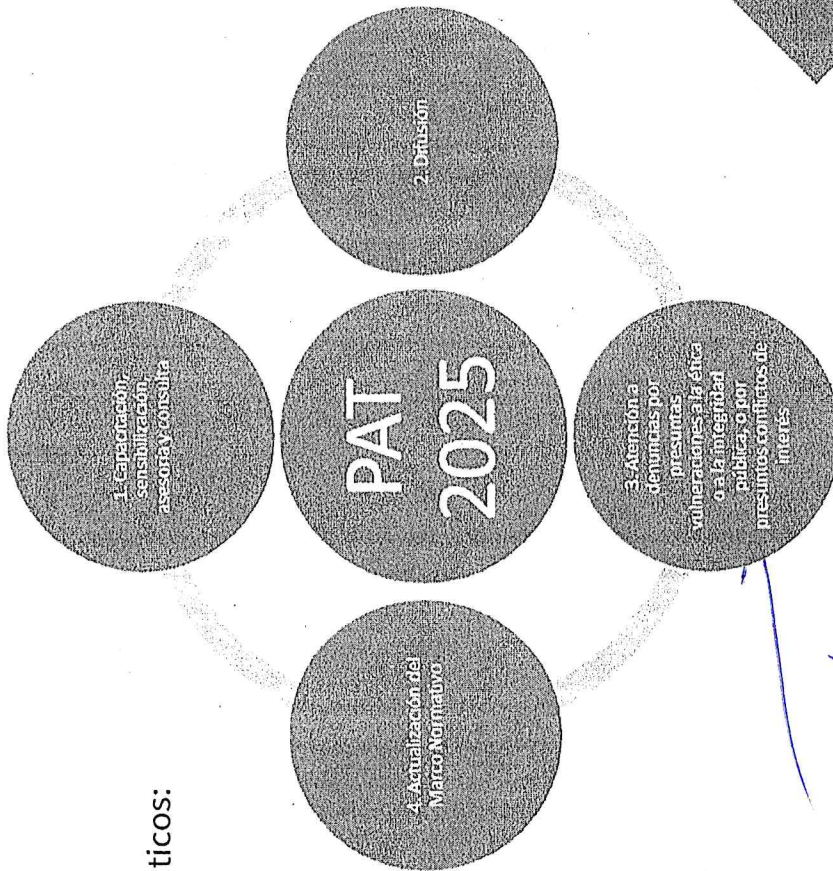 ticos:
1. Capacitación,
sensibilización,
asesoría y consulta
2. Difusión
PAT
2025
3. Atención a
denuncias por
presuntas
vulneraciones a la ética
o a la integridad
pública, o por
presuntos conflictos de
interés
4. Actualización del
Marco Normativo